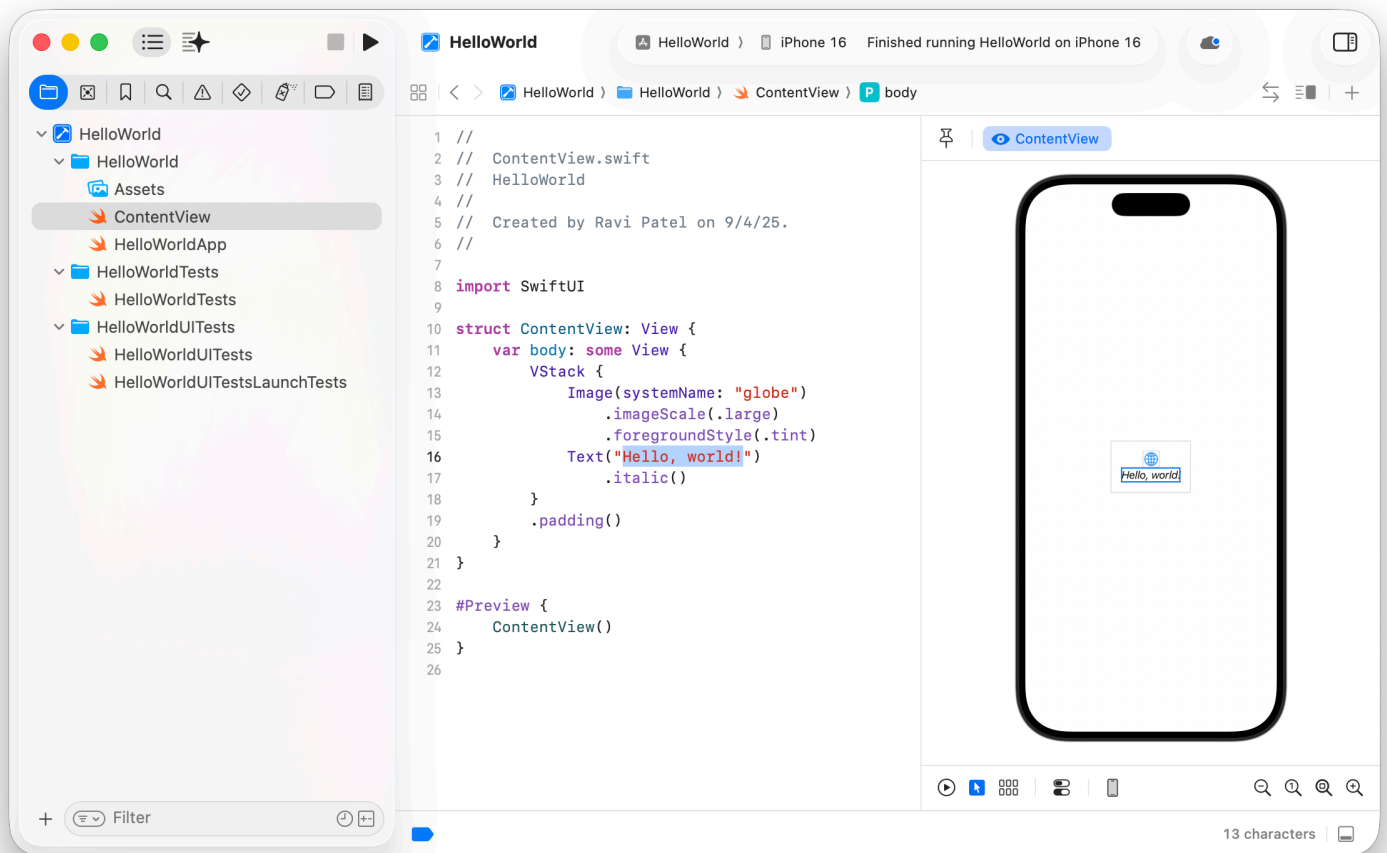 HelloWorld
HelloWorld 〉 iPhone 16 Finished running HelloWorld on iPhone 16
HelloWorld 〉 HelloWorld 〉 ContentView 〉 P body
HelloWorld
HelloWorld
Assets
ContentView
HelloWorldApp
HelloWorldTests
HelloWorldTests
HelloWorldUITests
HelloWorldUITests
HelloWorldUITestsLaunchTests
Filter
1 //
2 //  ContentView.swift
3 //  HelloWorld
4 //
5 //  Created by Ravi Patel on 9/4/25.
6 //
7
8 import SwiftUI
9
10 struct ContentView: View {
11     var body: some View {
12         VStack {
13             Image(systemName: "globe")
14                 .imageScale(.large)
15                 .foregroundStyle(.tint)
16             Text("Hello, world!")
17                 .italic()
18         }
19         .padding()
20     }
21 }
22
23 #Preview {
24     ContentView()
25 }
26
ContentView
Hello, world!
1
13 characters